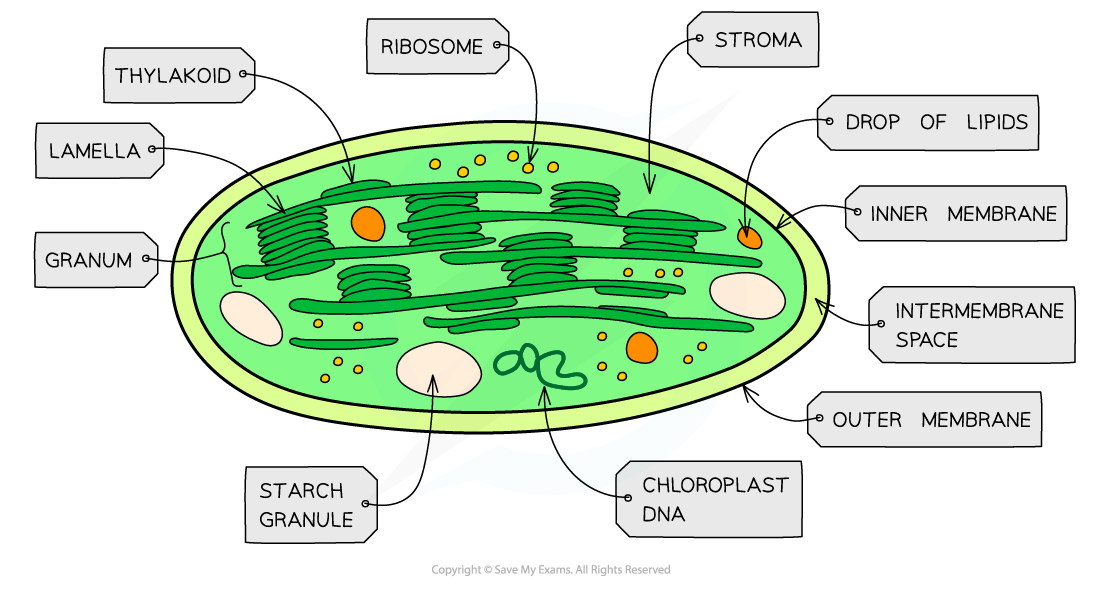 RIBOSOME
STROMA
THYLAKOID
DROP OF LIPIDS
LAMELLA
INNER MEMBRANE
GRANUM
INTERMEMBRANE
SPACE
OUTER MEMBRANE
STARCH
GRANULE
CHLOROPLAST
DNA
Copyright © Save My Exams. All Rights Reserved